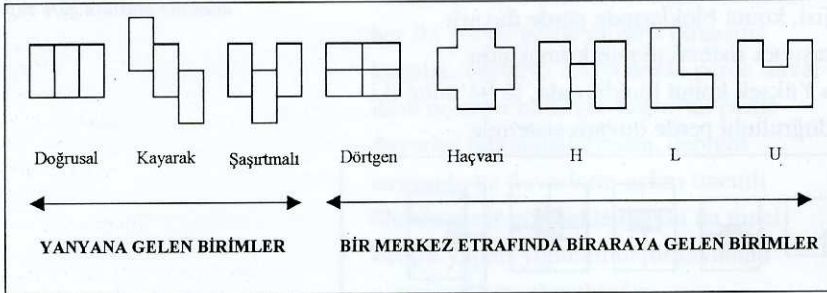 Doğrusal Kayarak Şaşırtmalı Dörtgen Haçvari H L U
YANYANA GELEN BİRİMLER BİR MERKEZ ETRAFINDA BİRARAYA GELEN BİRİMLER